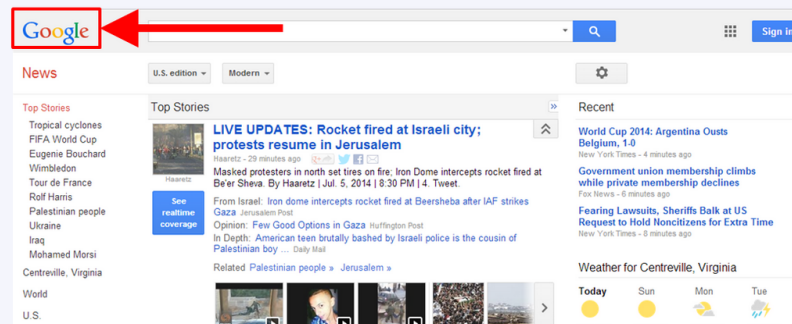 Google
Sign in
News
U.S. edition
Modern
Top Stories
Tropical cyclones
FIFA World Cup
Eugenie Bouchard
Wimbledon
Tour de France
Rolf Harris
Palestinian people
Ukraine
Iraq
Mohamed Morsi
Centreville, Virginia
World
U.S.
Top Stories
»
Haaretz
See
realtime
coverage
LIVE UPDATES: Rocket fired at Israeli city;
protests resume in Jerusalem
Haaretz - 29 minutes ago
Masked protesters in north set tires on fire; Iron Dome intercepts rocket fired at
Be'er Sheva. By Haaretz | Jul. 5, 2014 | 8:30 PM | 4. Tweet.
From Israel: Iron dome intercepts rocket fired at Beersheba after IAF strikes
Gaza Jerusalem Post
Opinion: Few Good Options in Gaza Huffington Post
In Depth: American teen brutally bashed by Israeli police is the cousin of
Palestinian boy ... Daily Mail
Related Palestinian people » Jerusalem »
Recent
World Cup 2014: Argentina Ousts
Belgium, 1-0
New York Times - 4 minutes ago
Government union membership climbs
while private membership declines
Fox News - 6 minutes ago
Fearing Lawsuits, Sheriffs Balk at US
Request to Hold Noncitizens for Extra Time
New York Times - 8 minutes ago
Weather for Centreville, Virginia
Today Sun Mon Tue